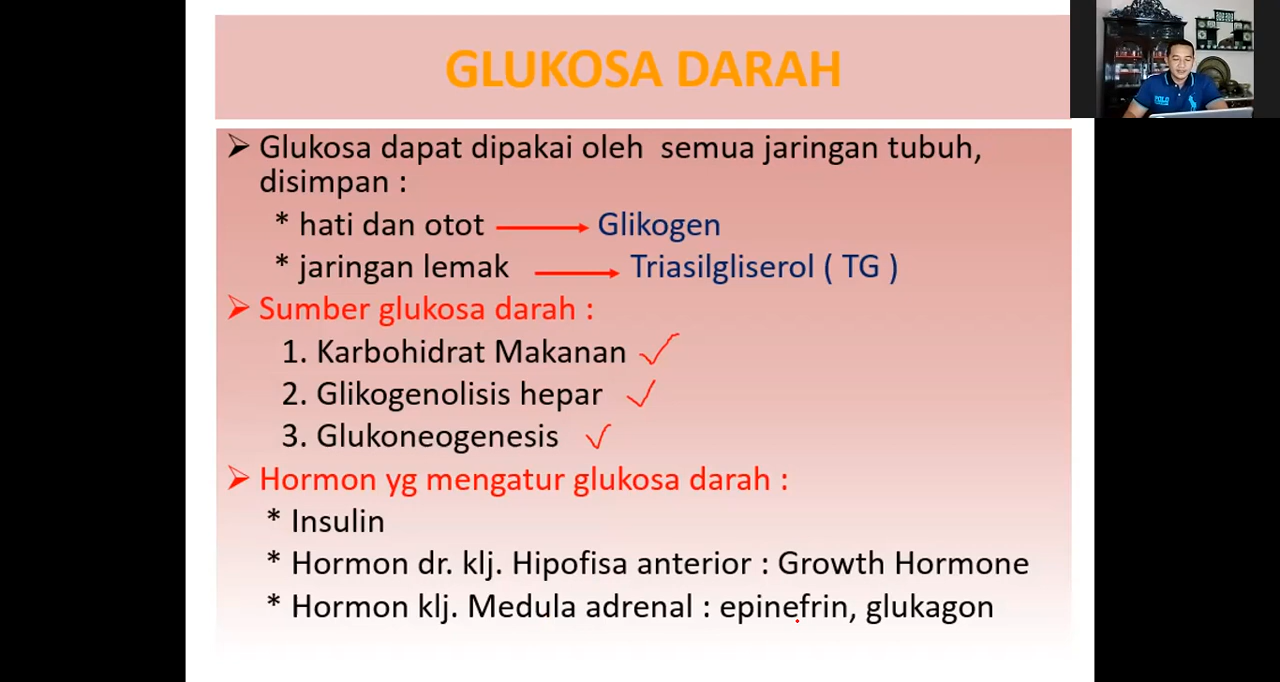 GLUKOSA DARAH
➢ Glukosa dapat dipakai oleh semua jaringan tubuh,
disimpan :
* hati dan otot → Glikogen
* jaringan lemak → Triasilgliserol ( TG )
➢ Sumber glukosa darah :
1. Karbohidrat Makanan ✓
2. Glikogenolisis hepar ✓
3. Glukoneogenesis ✓
➢ Hormon yg mengatur glukosa darah :
* Insulin
* Hormon dr. klj. Hipofisa anterior : Growth Hormone
* Hormon klj. Medula adrenal : epinefrin, glukagon
POLO